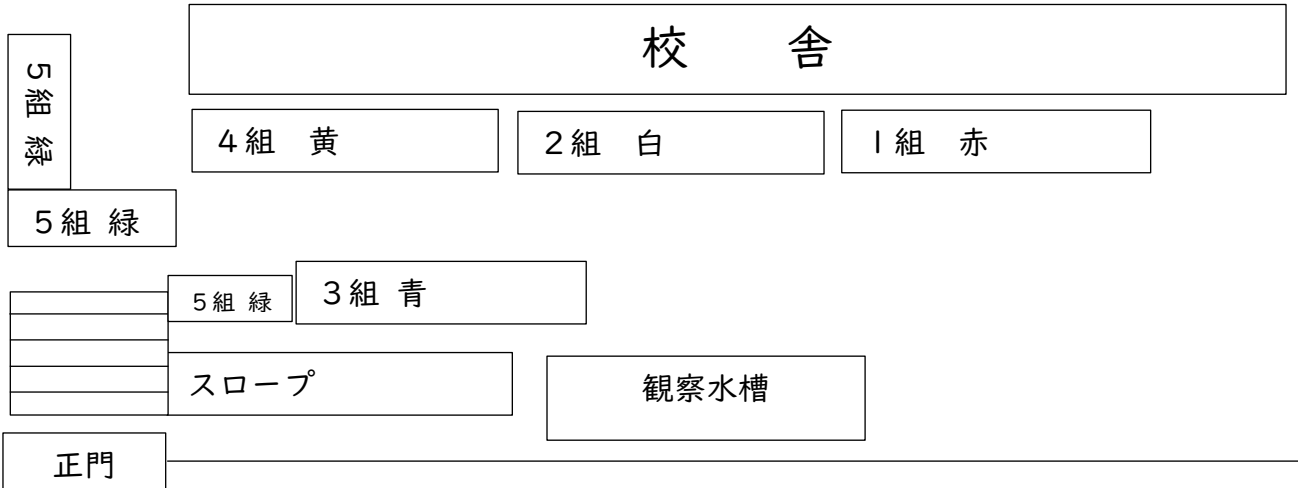 校　舎
5組 緑
4組　黄
2組　白
1組　赤
5組 緑
5組 緑
3組 青
スロープ
観察水槽
正門